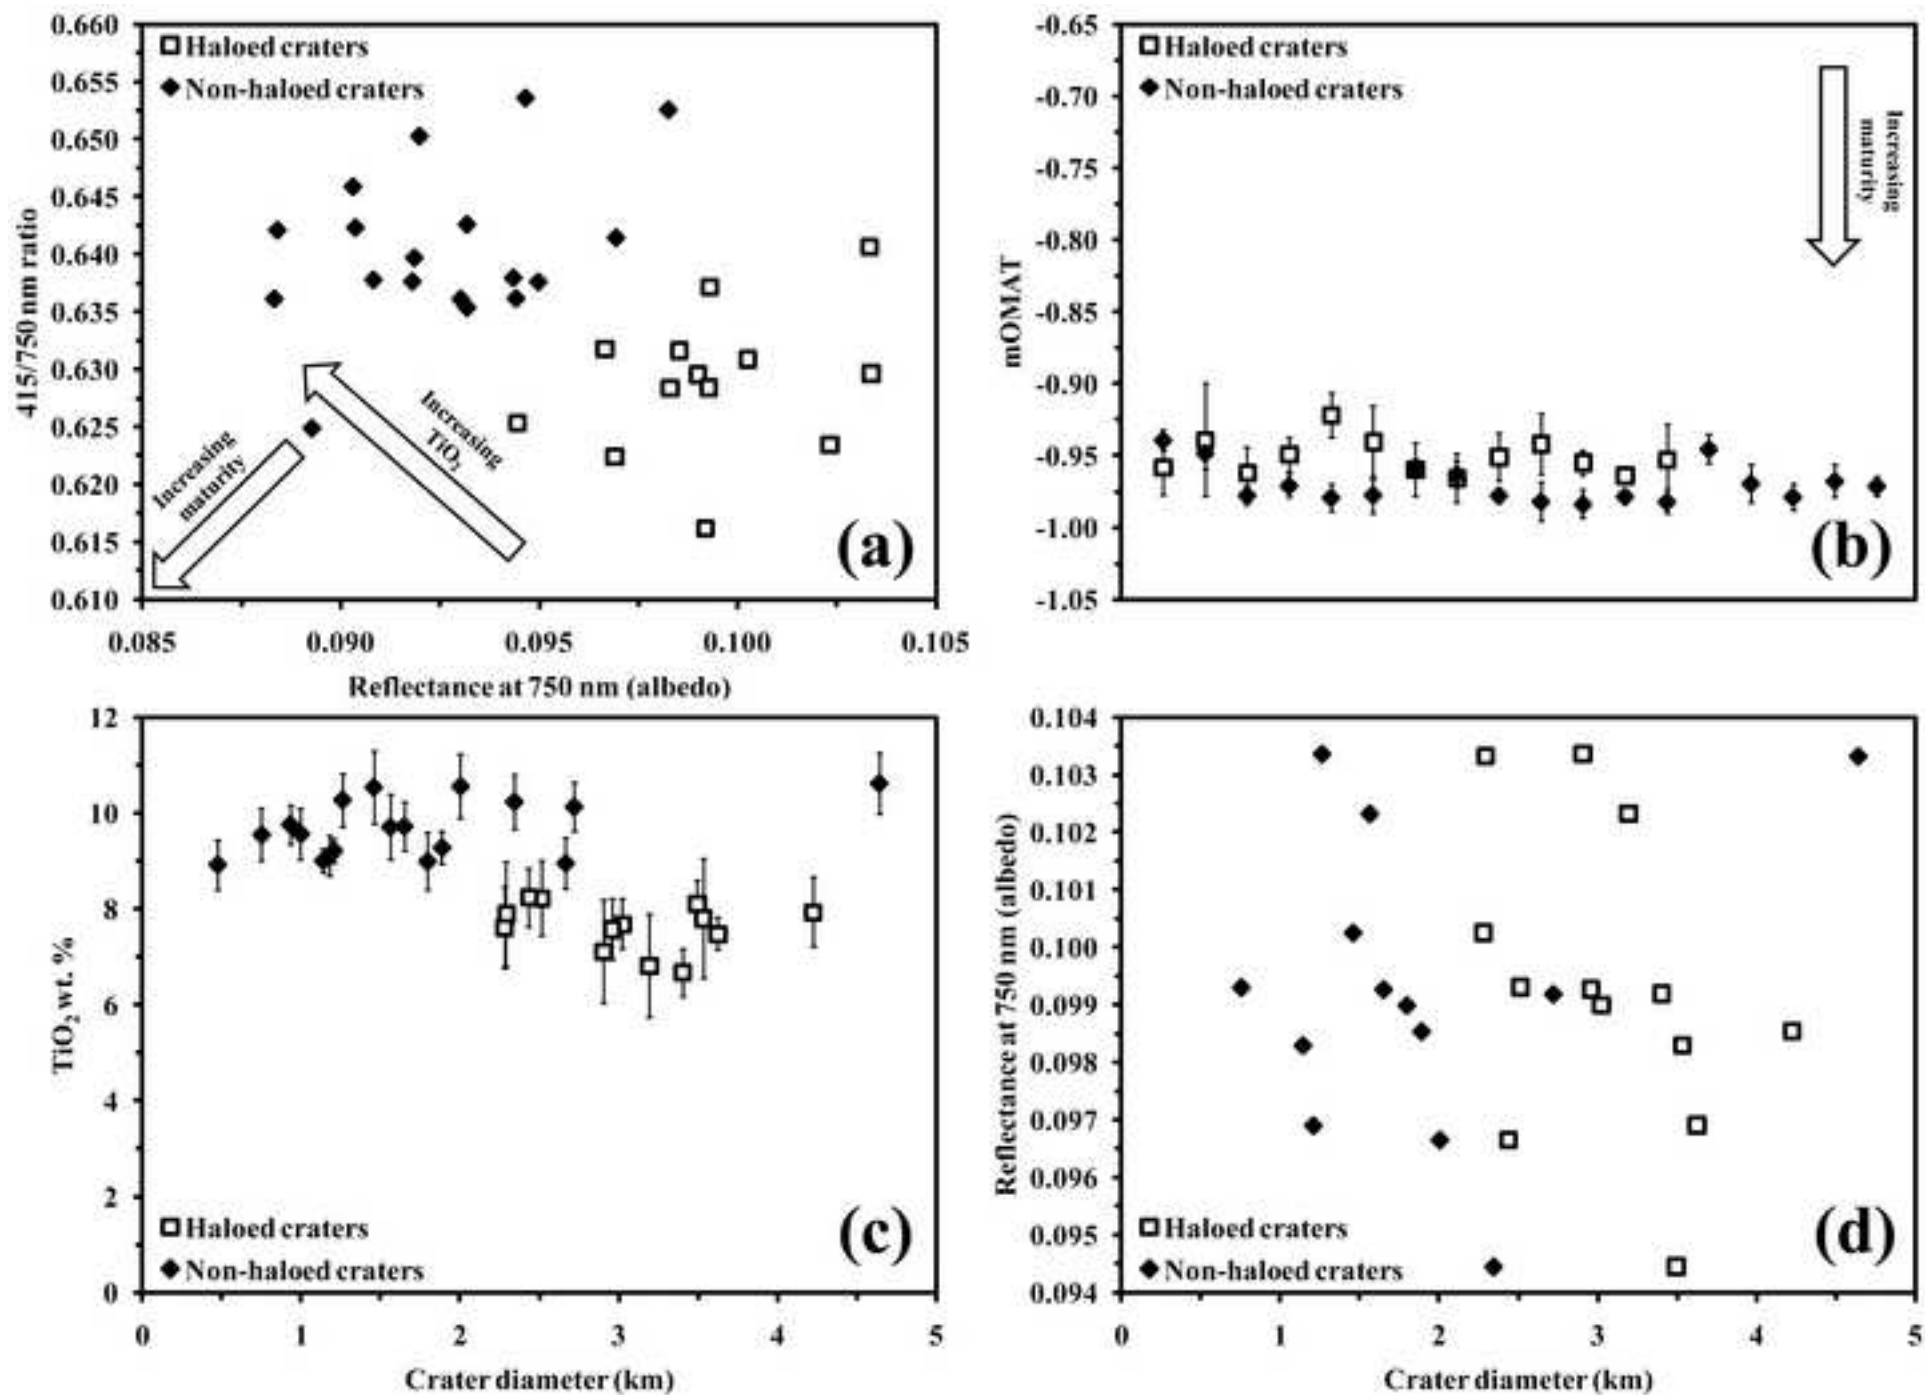 0.660
0.655
0.650
0.645
0.640
0.635
0.630
0.625
0.620
0.615
0.610
415/750 nm ratio
Haloed craters
Non-haloed craters
Increasing
maturity
Increasing
TiO2
(a)
0.085
0.090
0.095
0.100
0.105
Reflectance at 750 nm (albedo)
-0.65
-0.70
-0.75
-0.80
-0.85
-0.90
-0.95
-1.00
-1.05
mOMAT
Haloed craters
Non-haloed craters
Increasing
maturity
(b)
12
10
8
6
4
2
0
TiO2 wt. %
Haloed craters
Non-haloed craters
(c)
0
1
2
3
4
5
Crater diameter (km)
0.104
0.103
0.102
0.101
0.100
0.099
0.098
0.097
0.096
0.095
0.094
Reflectance at 750 nm (albedo)
Haloed craters
Non-haloed craters
(d)
0
1
2
3
4
5
Crater diameter (km)